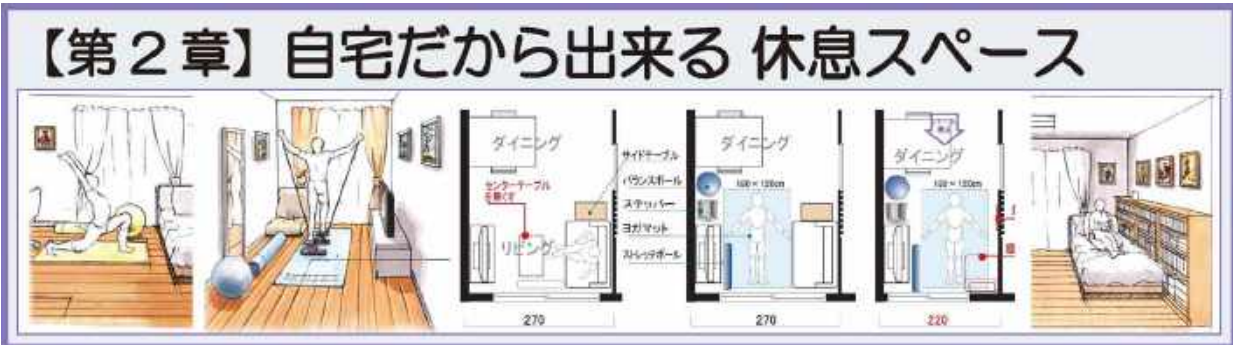 【第2章】自宅だから出来る 休息スペース
ダイニング
センターテーブル
を無くす
リビング
270
サイドテーブル
バランスボール
ステッパー
ヨガマット
ストレッチポール
ダイニング
180×120cm
270
ダイニング
180×120cm
220